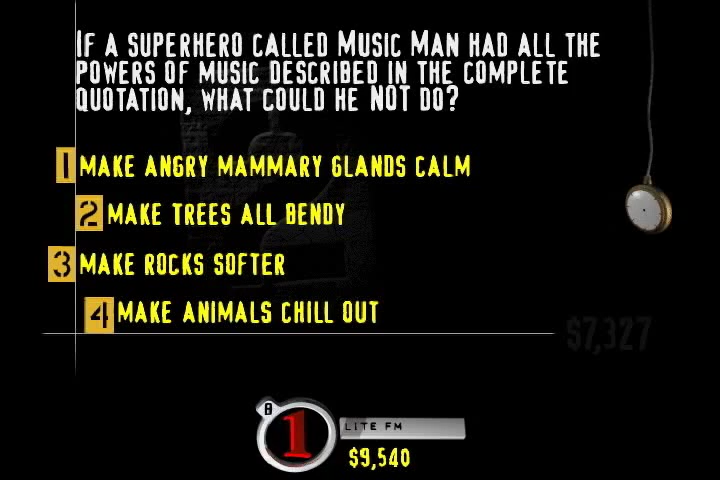 If a superhero called Music Man had all the
powers of music described in the complete
quotation, what could he NOT do?
1 Make angry mammary glands calm
2 Make trees all bendy
3 Make rocks softer
4 Make animals chill out
$7,327
A
1 LITE FM
$9,540